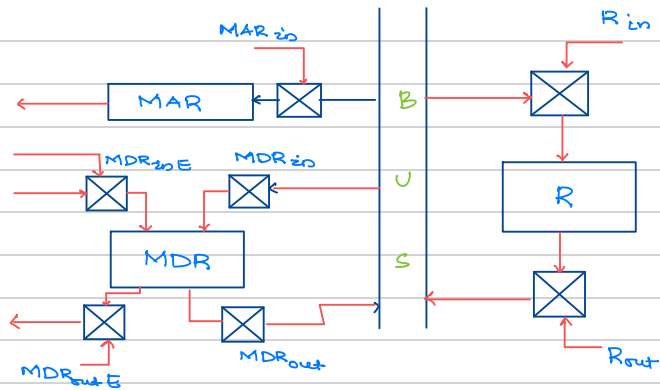 MAR in
R in
MAR
B
MDR in E
MDR in
U
R
MDR
S
MDR out E
MDR out
R out